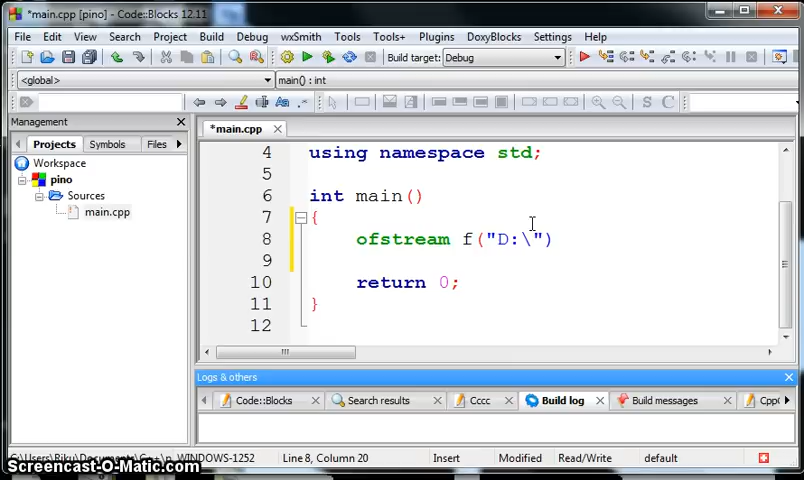 *main.cpp [pino] - Code::Blocks 12.11
File Edit View Search Project Build Debug wxSmith Tools Tools+ Plugins DoxyBlocks Settings Help
Build target: Debug
<global> main() : int
S C
Management
Projects Symbols Files
Workspace
pino
Sources
main.cpp
*main.cpp
4 using namespace std;
5
6 int main()
7 {
8 ofstream f("D:\")
9
10 return 0;
11 }
12
Logs & others
Code::Blocks Search results Cccc Build log Build messages
WINDOWS-1252 Line 8, Column 20 Insert Modified Read/Write default
Screencast-O-Matic.com